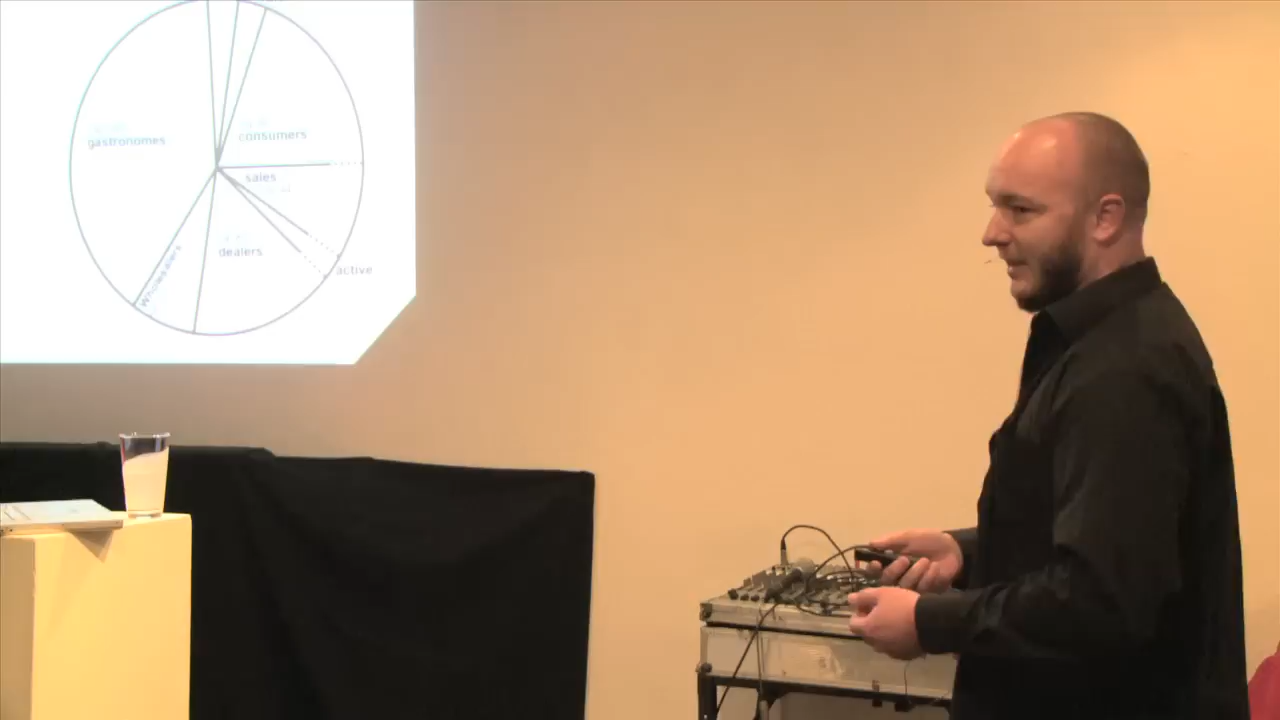 gastronomes
consumers
sales
dealers
Wholesalers
active